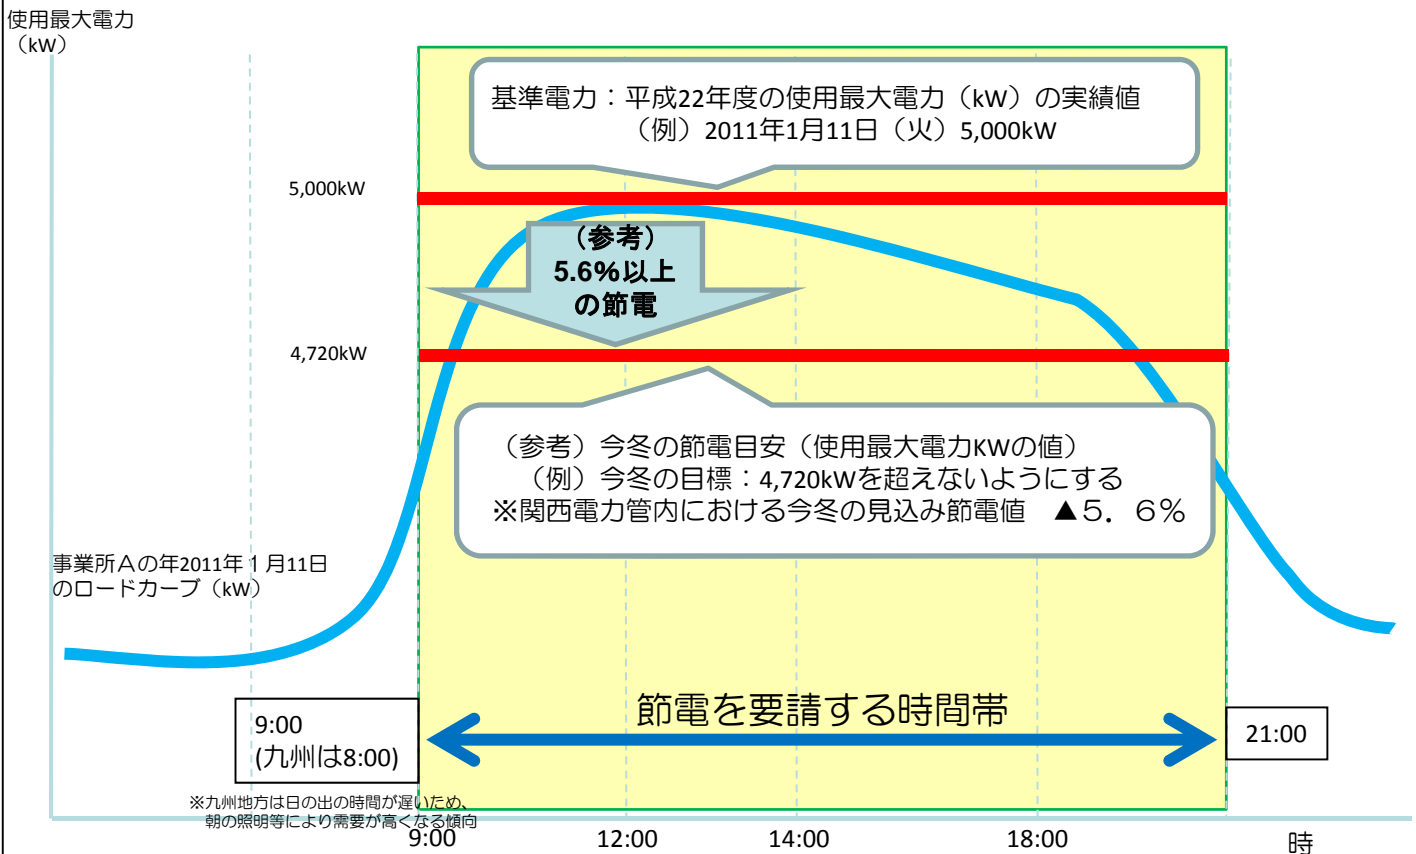 使用最大電力
（kW）
基準電力：平成22年度の使用最大電力（kW）の実績値
（例）2011年1月11日（火）5,000kW
5,000kW
（参考）
5.6%以上
の節電
4,720kW
（参考）今冬の節電目安（使用最大電力KWの値）
（例）今冬の目標：4,720kWを超えないようにする
※関西電力管内における今冬の見込み節電値　▲５．６％
事業所Ａの年2011年１月11日
のロードカーブ（kW）
節電を要請する時間帯
9:00
(九州は8:00)
21:00
※九州地方は日の出の時間が遅いため、
朝の照明等により需要が高くなる傾向
9:00
12:00
14:00
18:00
時